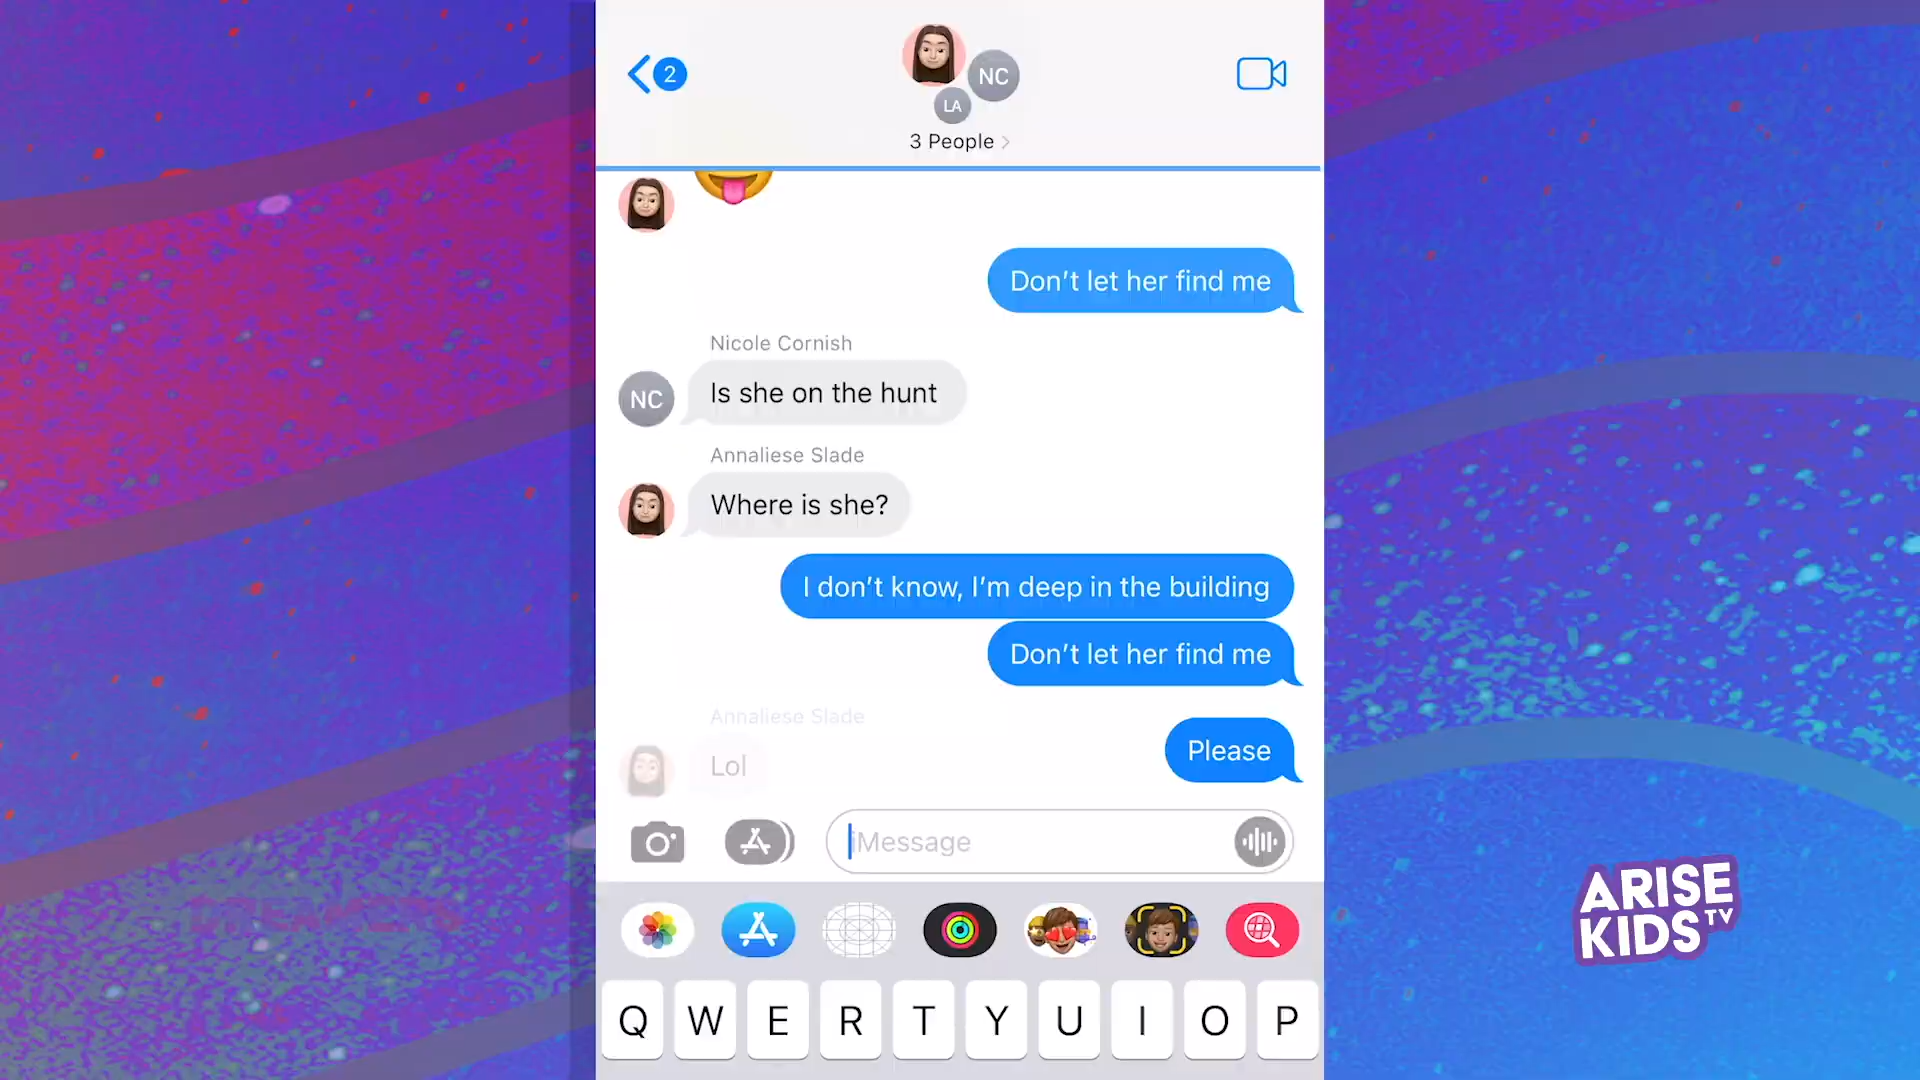 2
NC
LA
3 People
Don’t let her find me
Nicole Cornish
NC
Is she on the hunt
Annaliese Slade
Where is she?
I don’t know, I’m deep in the building
Don’t let her find me
Annaliese Slade
Please
Lol
iMessage
ARISE
KIDS TV
Q W E R T Y U I O P